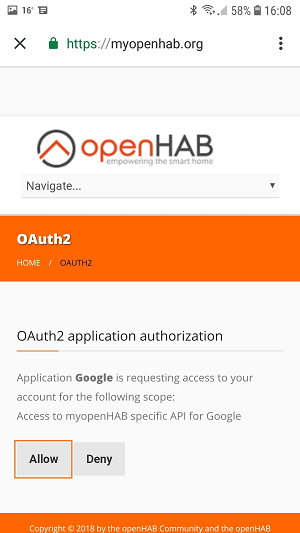 16°
58%
16:08
https://myopenhab.org
openHAB
empowering the smart home
Navigate...
OAuth2
HOME / OAUTH2
OAuth2 application authorization
Application Google is requesting access to your
account for the following scope:
Access to myopenHAB specific API for Google
Allow
Deny
Copyright © 2018 by the openHAB Community and the openHAB